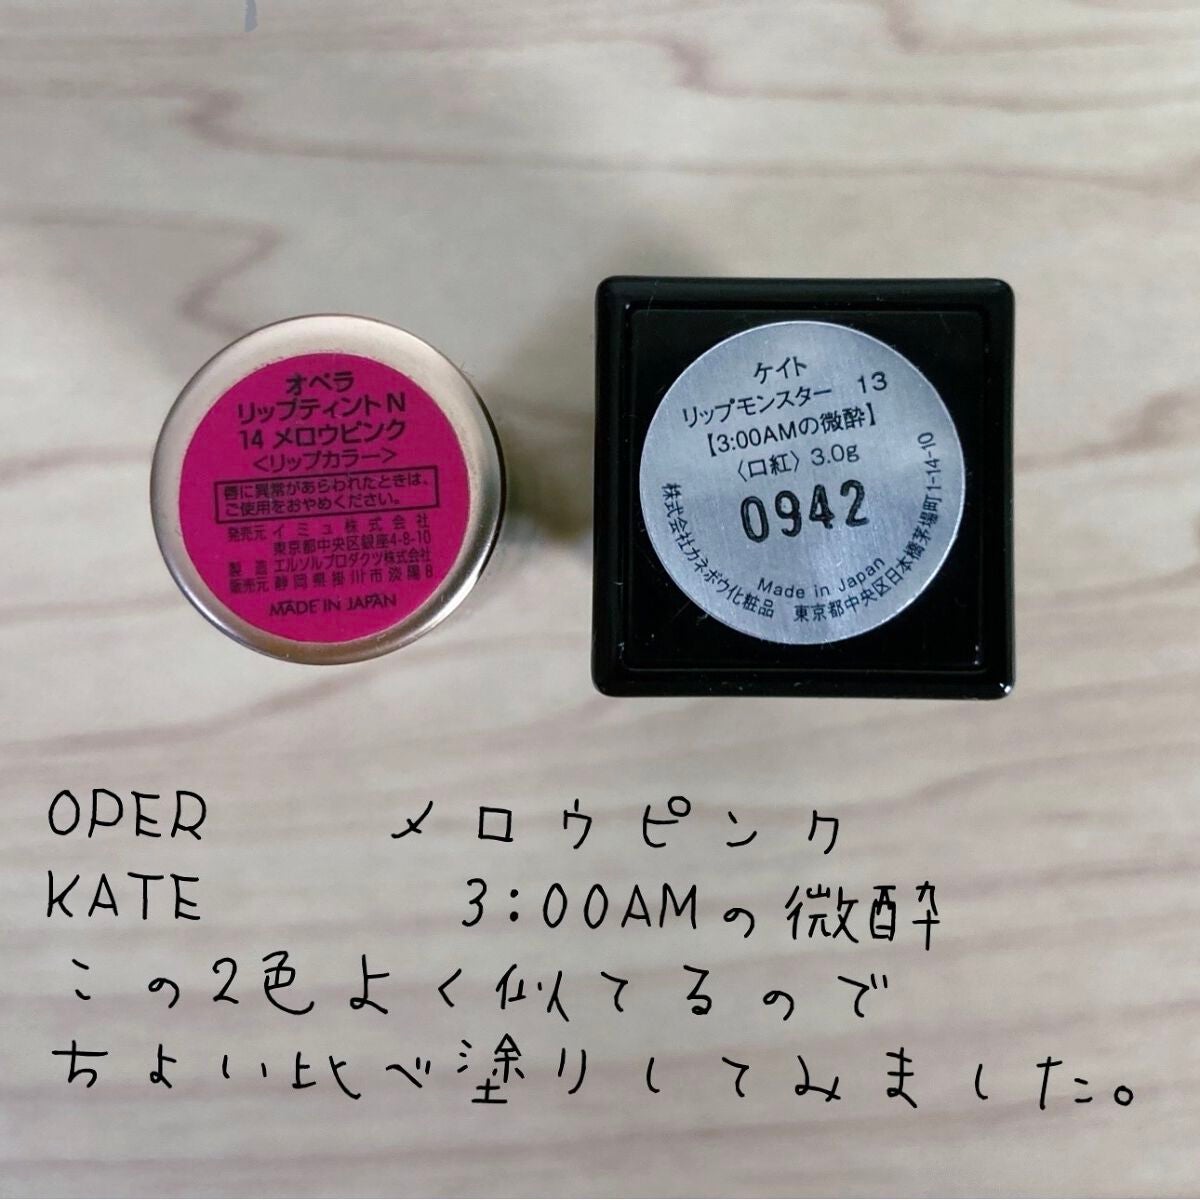 オペラ
リップティントN
14 メロウピンク
<リップカラー>
唇に異常があらわれたときは、
ご使用をおやめください。
発売元 イミュ株式会社
東京都中央区銀座4-8-10
製造 エルソルプロダクツ株式会社
販売元 静岡県掛川市淡陽8
MADE IN JAPAN
ケイト
リップモンスター 13
【3:00AMの微酔】
〈口紅〉3.0g
0942
Made in Japan
株式会社カネボウ化粧品 東京都中央区日本橋茅場町1-14-10
OPER メロウピンク
KATE 3:00AMの微酔
この2色よく似てるので
ちょい比べ塗りしてみました。